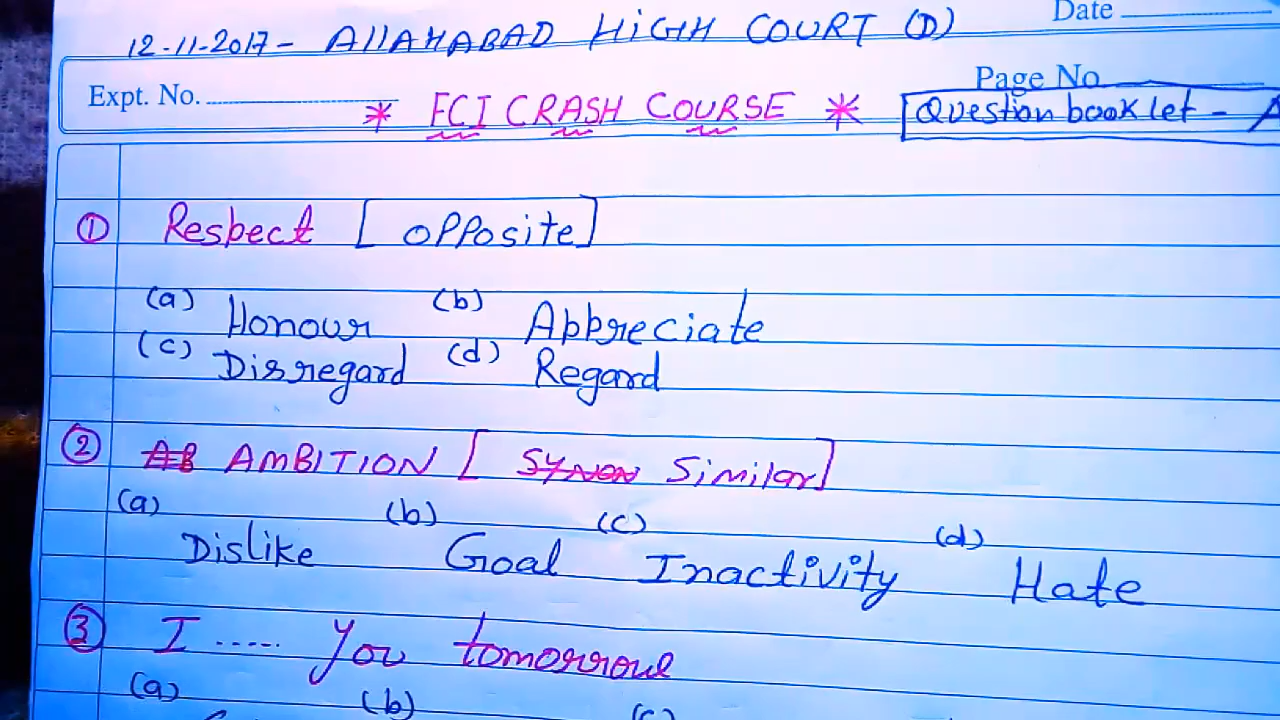 Date
12-11-2017 - AllAHABAD HIGH COURT (D)
Page No.
Expt. No.
* FCI CRASH COURSE *
Question booklet - A
① Respect [opposite]
(a) Honour (b) Appreciate
(c) Disregard (d) Regard
② AMBITION [Similar]
(a) Dislike (b) Goal (c) Inactivity (d) Hate
③ I ..... You tomorrow
(a) (b) (c)